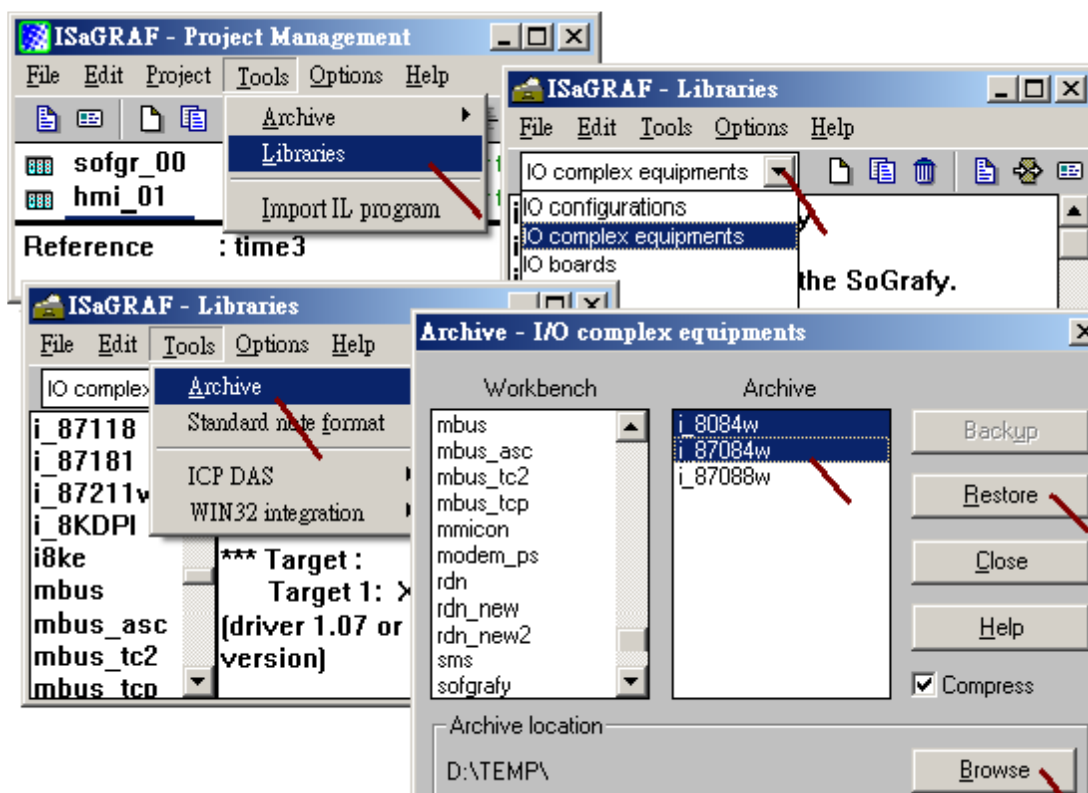 ISaGRAF - Project Management
File Edit Project Tools Options Help
Archive
Libraries
Import IL program
sofgr_00
hmi_01
Reference : time3
ISaGRAF - Libraries
File Edit Tools Options Help
IO complex equipments
IO configurations
IO complex equipments
IO boards
the SoGrafy.
ISaGRAF - Libraries
File Edit Tools Options Help
IO complex
Archive
Standard note format
ICP DAS
WIN32 integration
i_87118
i_87181
i_87211w
i_8KDPI
i8ke
mbus
mbus_asc
mbus_tc2
mbus_tcp
*** Target :
Target 1:
(driver 1.07 or
version)
Archive - I/O complex equipments
Workbench
mbus
mbus_asc
mbus_tc2
mbus_tcp
mmicon
modem_ps
rdn
rdn_new
rdn_new2
sms
sofgrafy
Archive
i_8084w
i_87084w
i_87088w
Backup
Restore
Close
Help
Compress
Archive location
D:\TEMP\
Browse